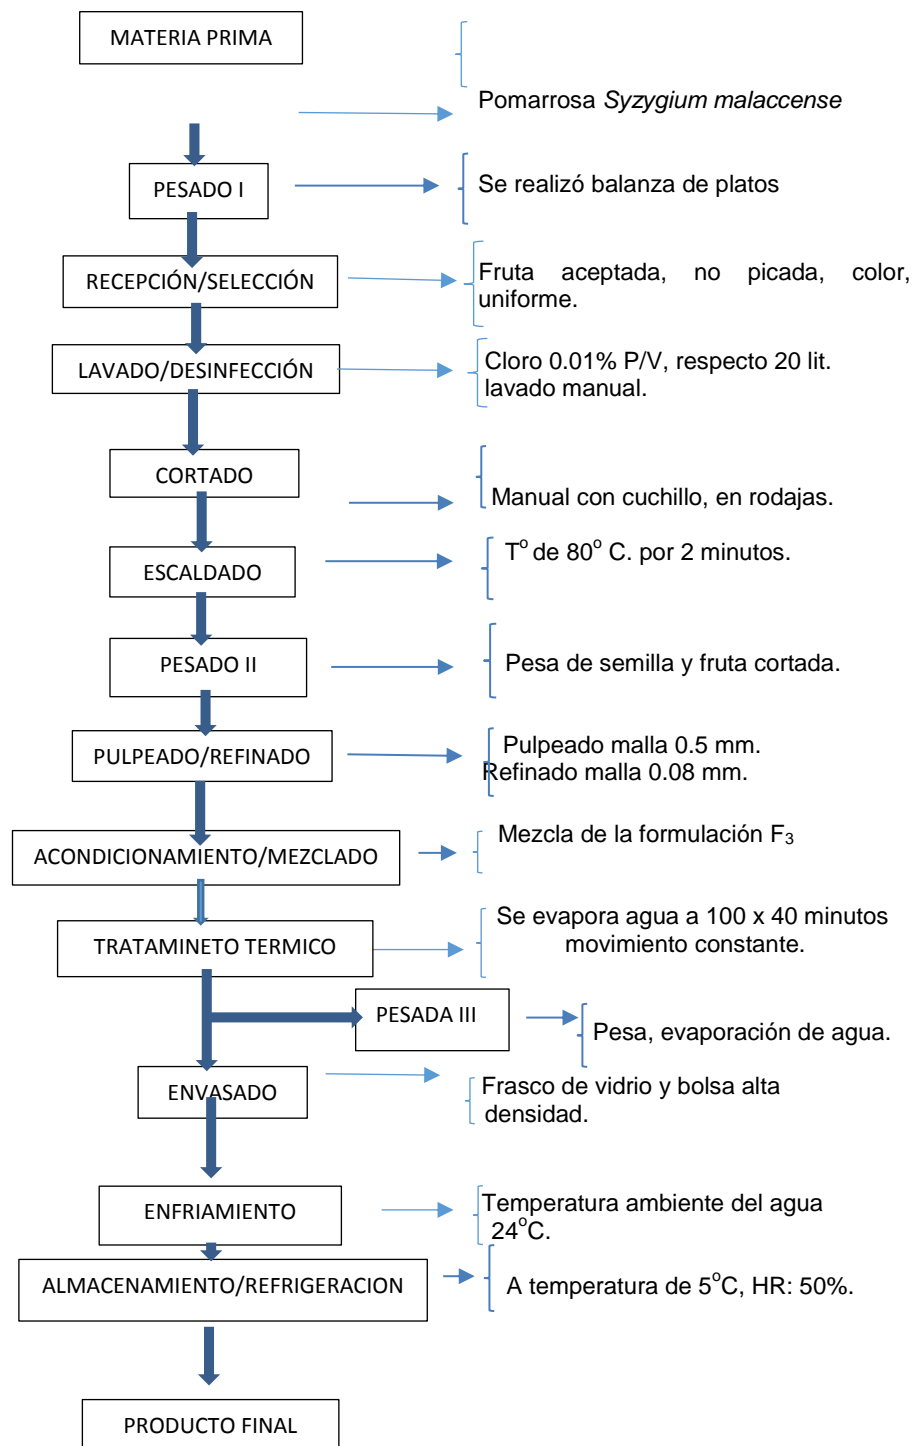 MATERIA PRIMA
Pomarrosa Syzygium malaccense
PESADO I
Se realizó balanza de platos
RECEPCIÓN/SELECCIÓN
Fruta aceptada, no picada, color,
uniforme.
LAVADO/DESINFECCIÓN
Cloro 0.01% P/V, respecto 20 lit.
lavado manual.
CORTADO
Manual con cuchillo, en rodajas.
ESCALDADO
T° de 80° C. por 2 minutos.
PESADO II
Pesa de semilla y fruta cortada.
PULPEADO/REFINADO
Pulpeado malla 0.5 mm.
Refinado malla 0.08 mm.
ACONDICIONAMIENTO/MEZCLADO
Mezcla de la formulación F₃
TRATAMINETO TERMICO
Se evapora agua a 100 x 40 minutos
movimiento constante.
PESADA III
Pesa, evaporación de agua.
ENVASADO
Frasco de vidrio y bolsa alta
densidad.
ENFRIAMIENTO
Temperatura ambiente del agua
24°C.
ALMACENAMIENTO/REFRIGERACION
A temperatura de 5°C, HR: 50%.
PRODUCTO FINAL